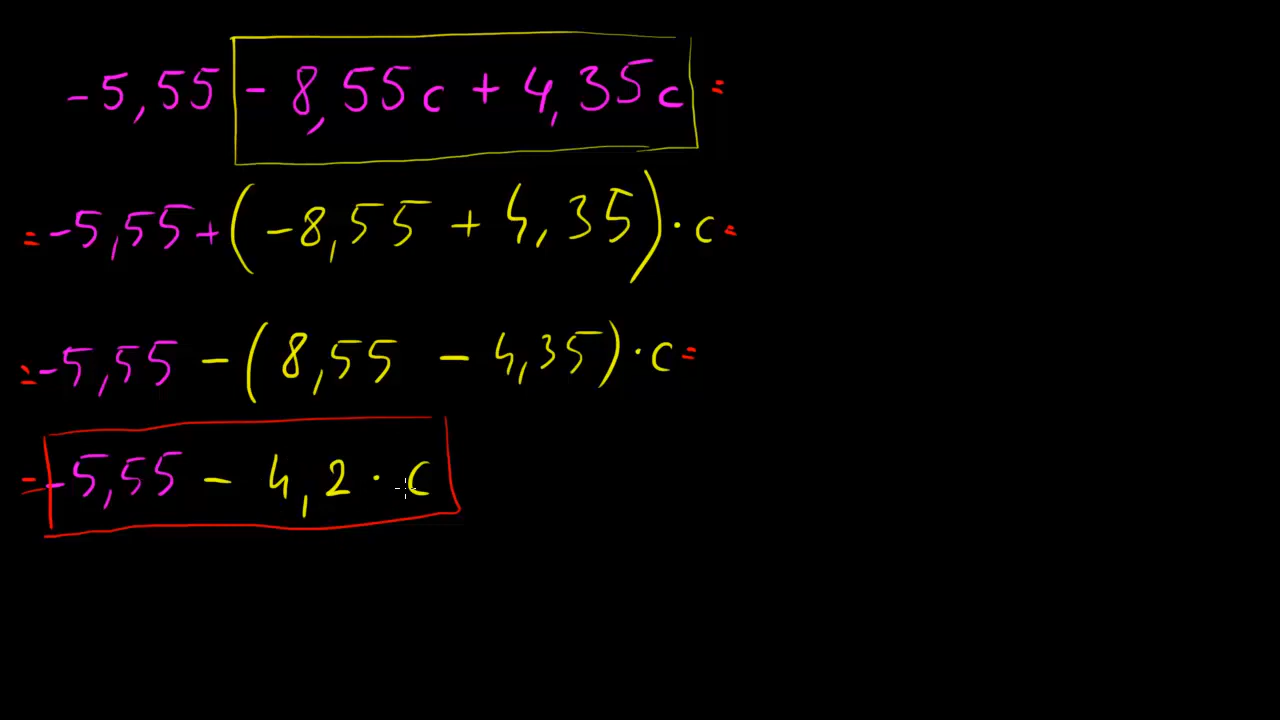 -5,55 - 8,55c + 4,35c =
= -5,55 + (-8,55 + 4,35) · c =
= -5,55 - (8,55 - 4,35) · c =
= -5,55 - 4,2 · c